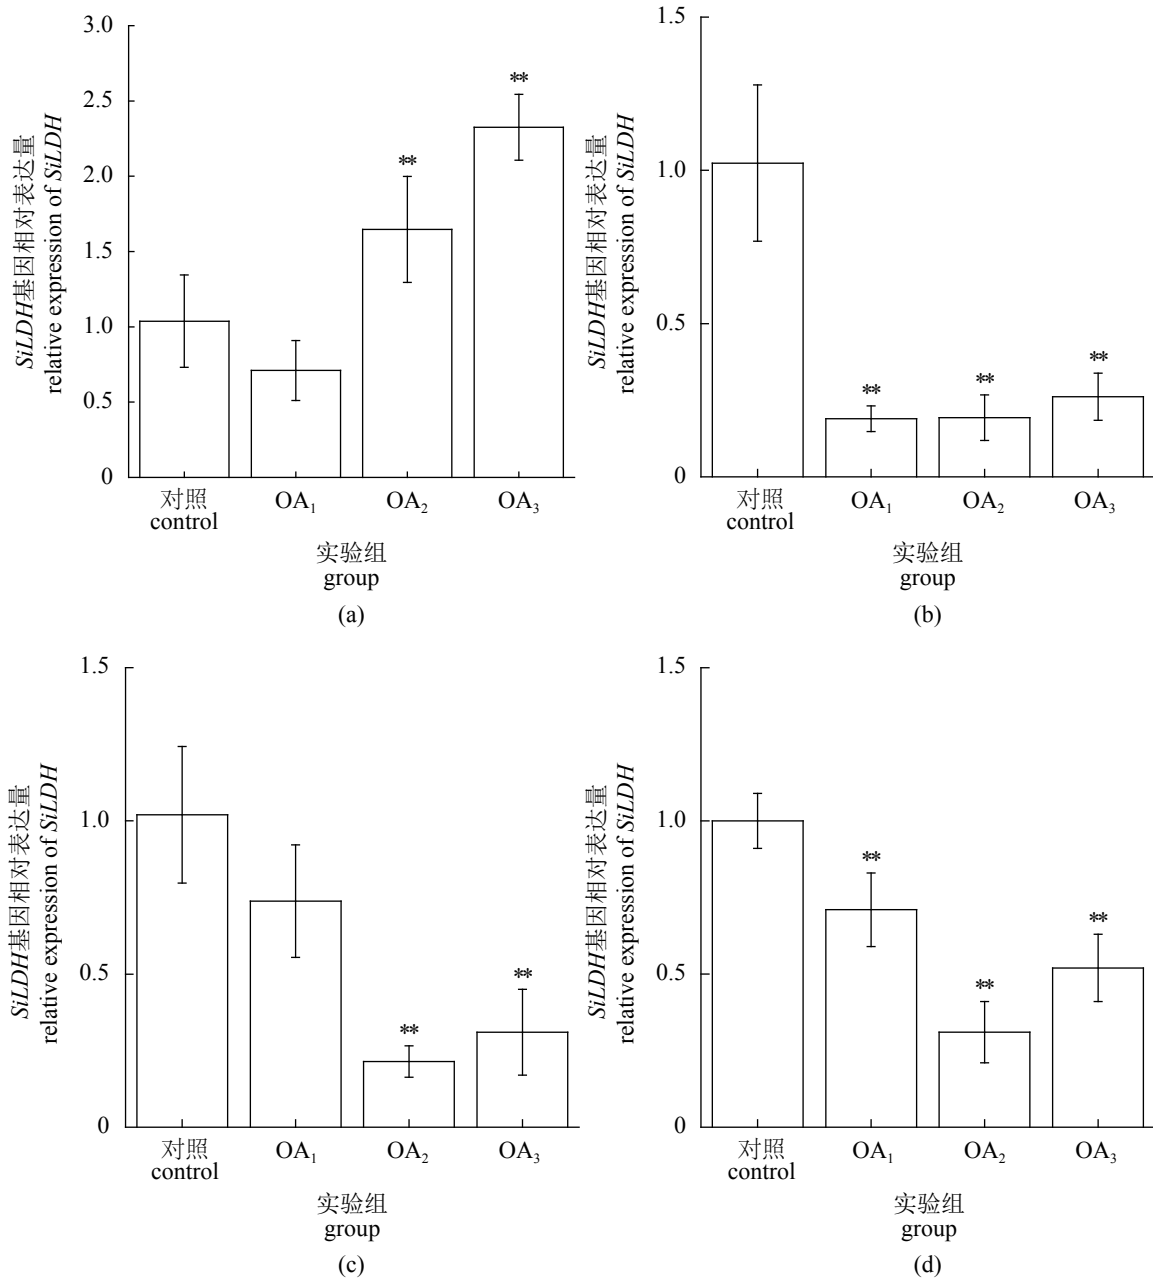 SiLDH基因相对表达量
relative expression of SiLDH
3.0
2.5
2.0
1.5
1.0
0.5
0
**
**
对照
control
OA₁
OA₂
OA₃
实验组
group
(a)
SiLDH基因相对表达量
relative expression of SiLDH
1.5
1.0
0.5
0
**
**
**
对照
control
OA₁
OA₂
OA₃
实验组
group
(b)
SiLDH基因相对表达量
relative expression of SiLDH
1.5
1.0
0.5
0
**
**
对照
control
OA₁
OA₂
OA₃
实验组
group
(c)
SiLDH基因相对表达量
relative expression of SiLDH
1.5
1.0
0.5
0
**
**
**
对照
control
OA₁
OA₂
OA₃
实验组
group
(d)